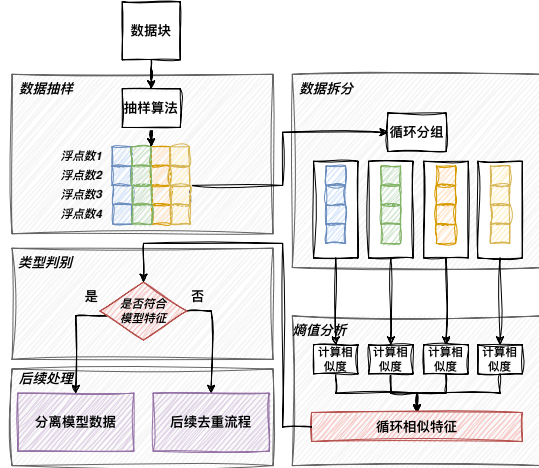 数据块
数据抽样
抽样算法
浮点数1
浮点数2
浮点数3
浮点数4
数据拆分
循环分组
类型判别
是
否
是否符合
模型特征
熵值分析
计算相
似度
计算相
似度
计算相
似度
计算相
似度
循环相似特征
后续处理
分离模型数据
后续去重流程